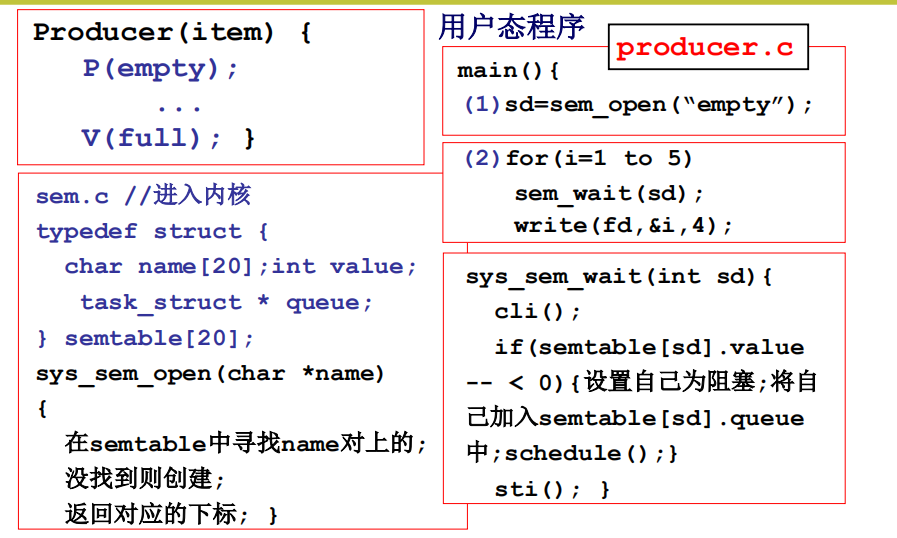 Producer(item) {
P(empty);
...
V(full); }
sem.c //进入内核
typedef struct {
char name[20];int value;
task_struct * queue;
} semtable[20];
sys_sem_open(char *name)
{
在semtable中寻找name对上的;
没找到则创建;
返回对应的下标; }
用户态程序
producer.c
main(){
(1)sd=sem_open(“empty”);
(2)for(i=1 to 5)
sem_wait(sd);
write(fd,&i,4);
sys_sem_wait(int sd){
cli();
if(semtable[sd].value
-- < 0){设置自己为阻塞;将自
己加入semtable[sd].queue
中;schedule();}
sti(); }